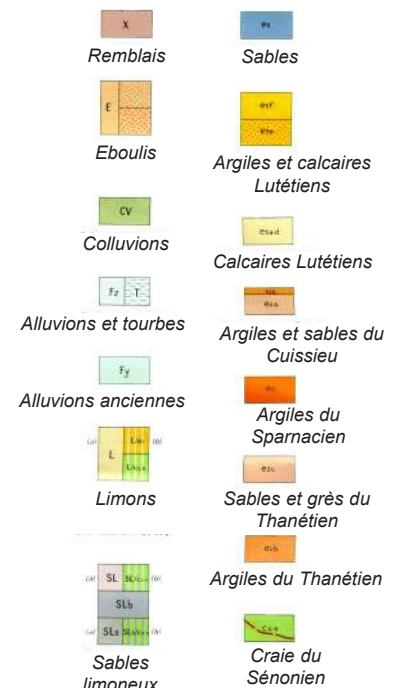 X
Remblais
es
Sables
E
Eboulis
Argiles et calcaires
Lutétiens
CV
Colluvions
Calcaires Lutétiens
Fz T
Alluvions et tourbes
Argiles et sables du
Cuissieu
Fy
Alluvions anciennes
Argiles du
Sparnacien
L
Limons
Sables et grès du
Thanétien
Argiles du Thanétien
SL
SLb
SLs
Sables
limoneux
Craie du
Sénonien